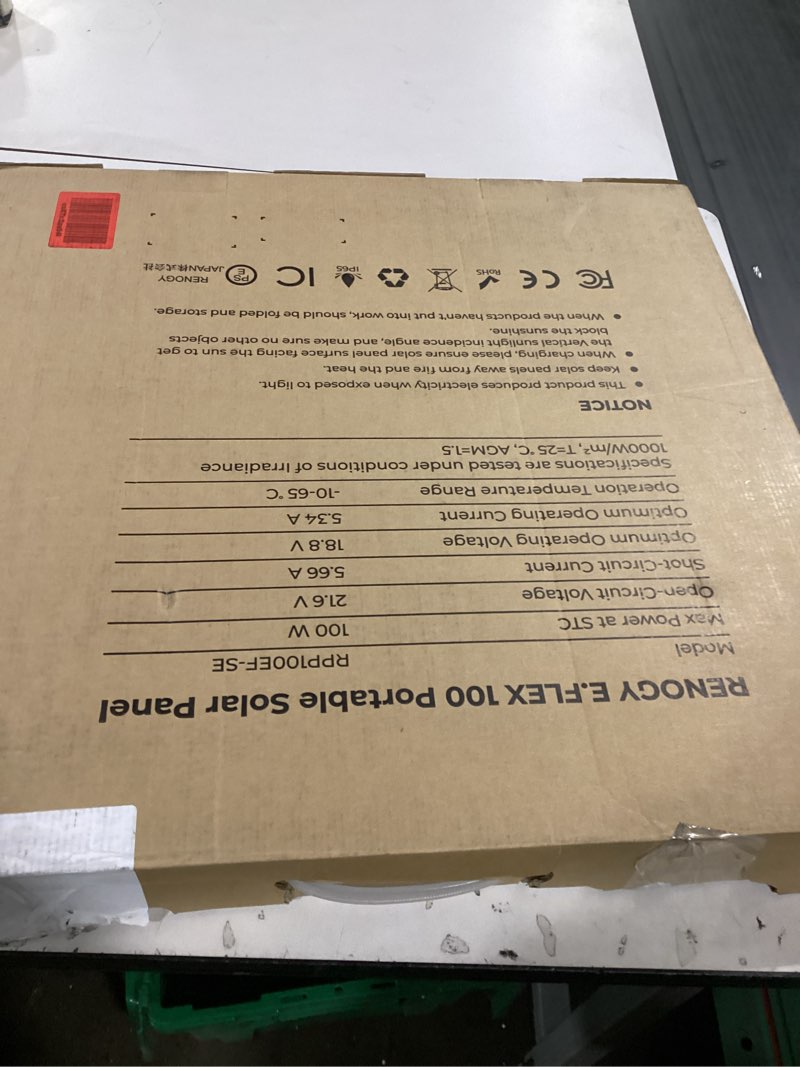 RENOGY E.FLEX 100 Portable Solar Panel
Model RPP100EF-SE
Max Power at STC 100 W
Open-Circuit Voltage 21.6 V
Shot-Circuit Current 5.66 A
Optimum Operating Voltage 18.8 V
Optimum Operating Current 5.34 A
Operation Temperature Range -10-65 °C
Specifications are tested under conditions of Irradiance
1000W/m², T=25 °C, AGM=1.5
NOTICE
● This product produces electricity when exposed to light.
● Keep solar panels away from fire and the heat.
● When charging, please ensure solar panel surface facing the sun to get
the Vertical sunlight incidence angle, and make sure no other objects
block the sunshine.
● When the products haven't put into work, should be folded and storage.
FC CE RoHS IP65 IC PS E RENOGY
JAPAN株式会社